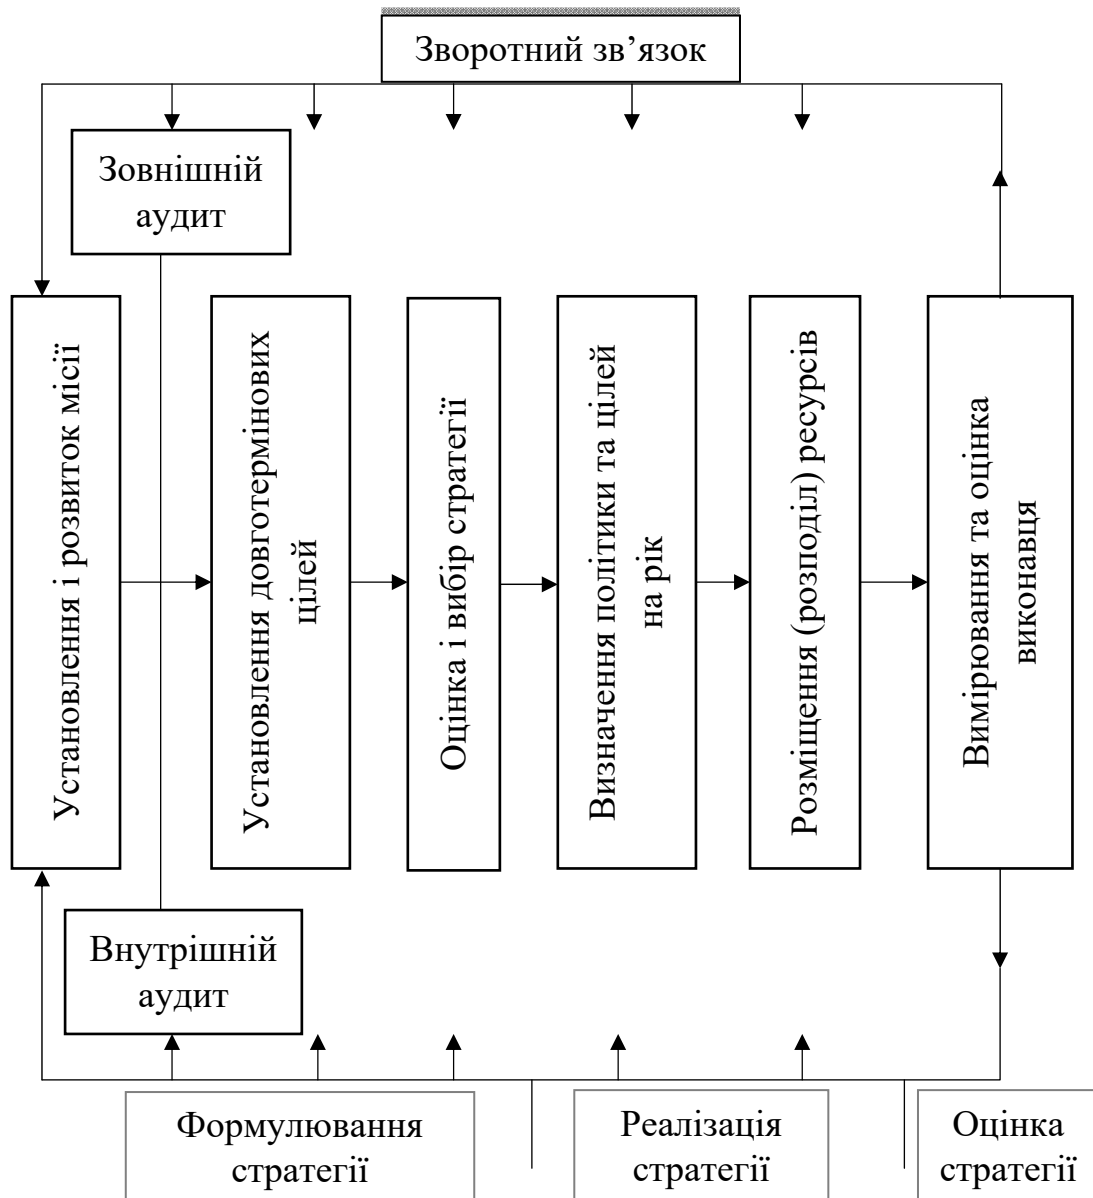 Зворотний зв’язок
Зовнішній
аудит
Установлення і розвиток місії
Установлення довготермінових
цілей
Оцінка і вибір стратегії
Визначення політики та цілей
на рік
Розміщення (розподіл) ресурсів
Вимірювання та оцінка
виконавця
Внутрішній
аудит
Формулювання
стратегії
Реалізація
стратегії
Оцінка
стратегії